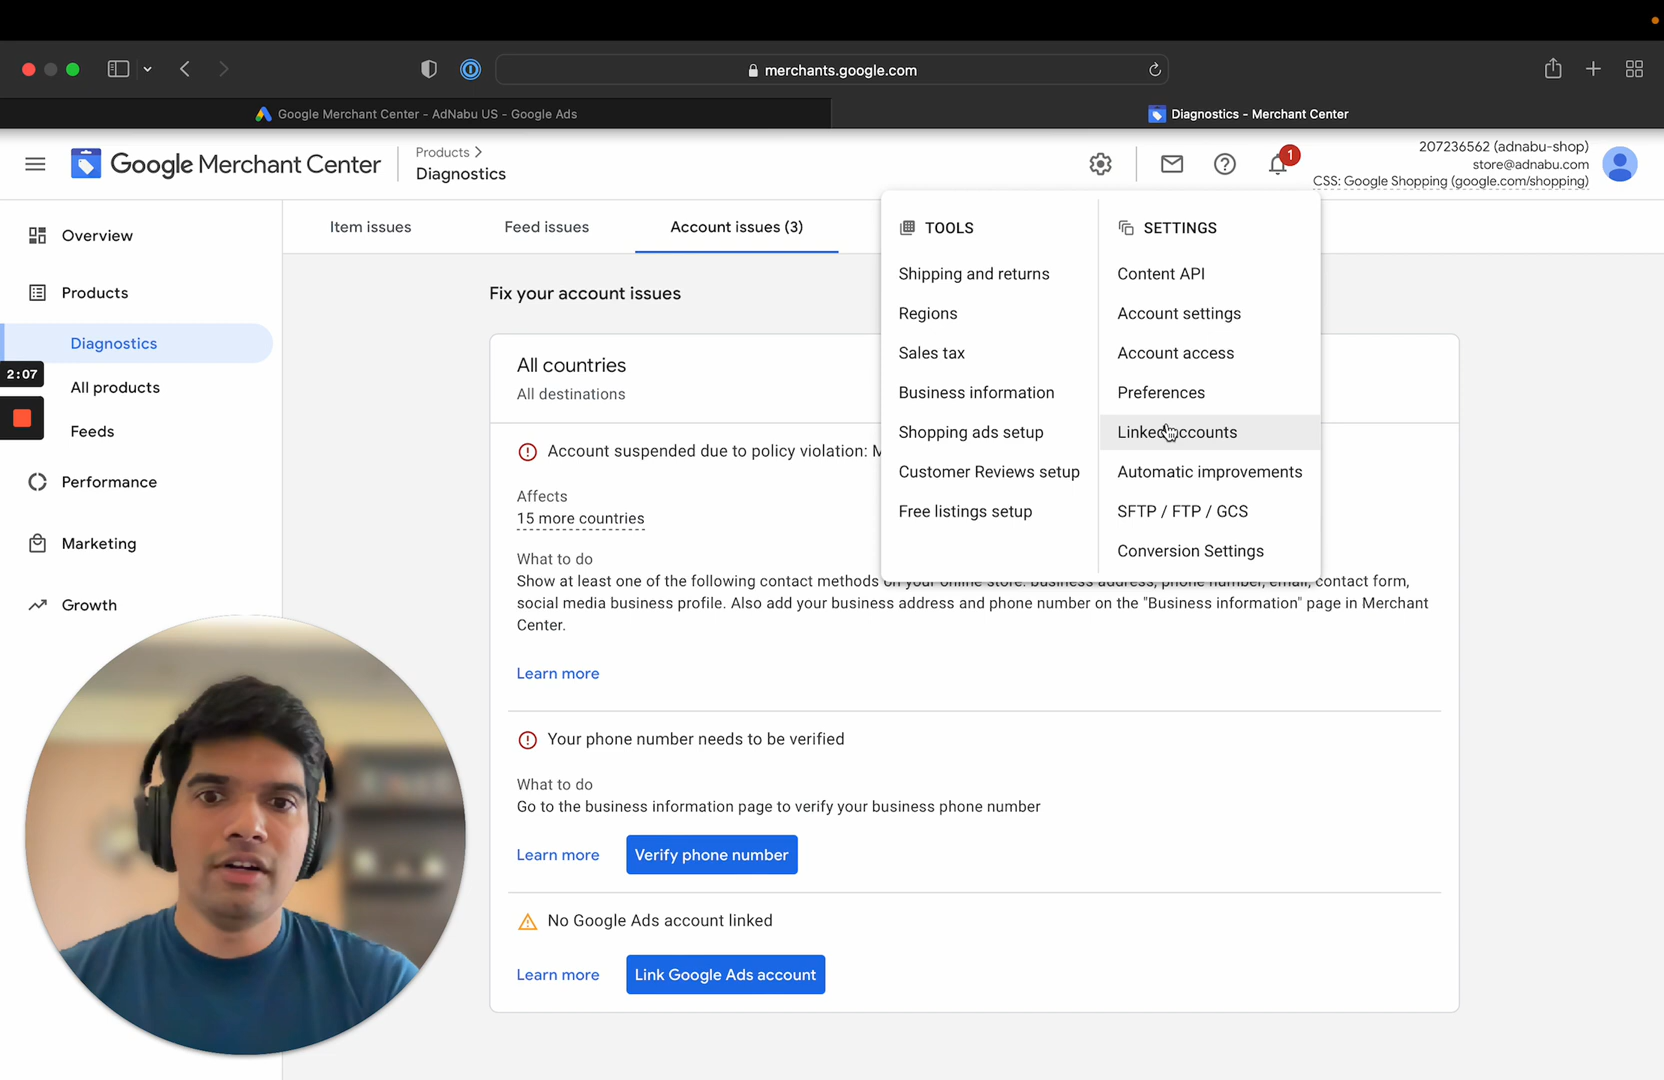 merchants.google.com
Google Merchant Center - AdNabu US - Google Ads
Diagnostics - Merchant Center
Google Merchant Center
Products
Diagnostics
1
207236562 (adnabu-shop)
store@adnabu.com
CSS: Google Shopping (google.com/shopping)
Overview
Products
Diagnostics
2:07
All products
Feeds
Performance
Marketing
Growth
Item issues
Feed issues
Account issues (3)
TOOLS
Shipping and returns
Regions
Sales tax
Business information
Shopping ads setup
Customer Reviews setup
Free listings setup
SETTINGS
Content API
Account settings
Account access
Preferences
Linked accounts
Automatic improvements
SFTP / FTP / GCS
Conversion Settings
Fix your account issues
All countries
All destinations
Account suspended due to policy violation: M
Affects
15 more countries
What to do
Show at least one of the following contact methods on your online store: business address, phone number, email, contact form,
social media business profile. Also add your business address and phone number on the "Business information" page in Merchant
Center.
Learn more
Your phone number needs to be verified
What to do
Go to the business information page to verify your business phone number
Learn more
Verify phone number
No Google Ads account linked
Learn more
Link Google Ads account